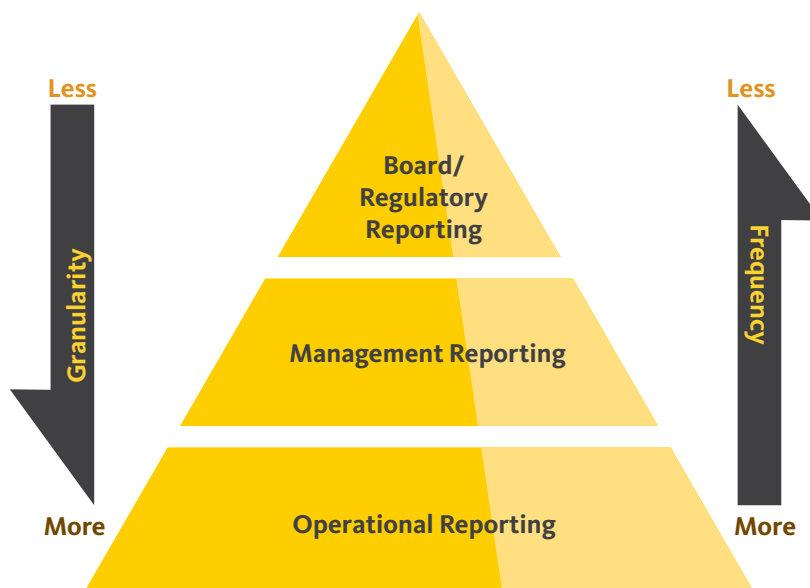 Less
Less
Board/
Regulatory
Reporting
Granularity
Frequency
Management Reporting
More
Operational Reporting
More